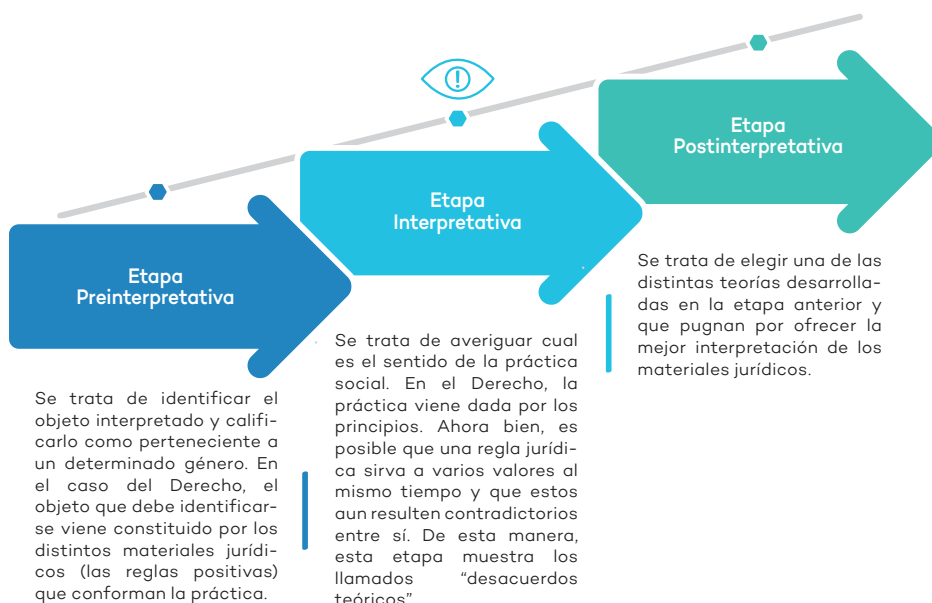 Etapa
Preinterpretativa
Se trata de identificar el
objeto interpretado y califi-
carlo como perteneciente a
un determinado género. En
el caso del Derecho, el
objeto que debe identificar-
se viene constituido por los
distintos materiales jurídi-
cos (las reglas positivas)
que conforman la práctica.
Etapa
Interpretativa
Se trata de averiguar cual
es el sentido de la práctica
social. En el Derecho, la
práctica viene dada por los
principios. Ahora bien, es
posible que una regla jurídi-
ca sirva a varios valores al
mismo tiempo y que estos
aun resulten contradictorios
entre sí. De esta manera,
esta etapa muestra los
llamados "desacuerdos
teóricos"
Etapa
Postinterpretativa
Se trata de elegir una de las
distintas teorías desarrolla-
das en la etapa anterior y
que pugnan por ofrecer la
mejor interpretación de los
materiales jurídicos.